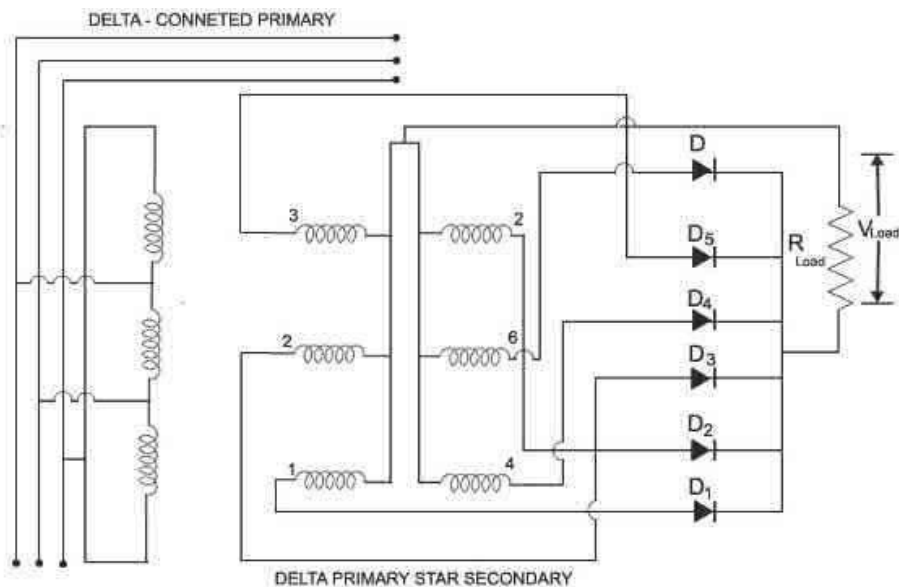 DELTA - CONNETED PRIMARY
D
3
2
D5
R Load
VLoad
D4
2
6
D3
D2
1
4
D1
DELTA PRIMARY STAR SECONDARY